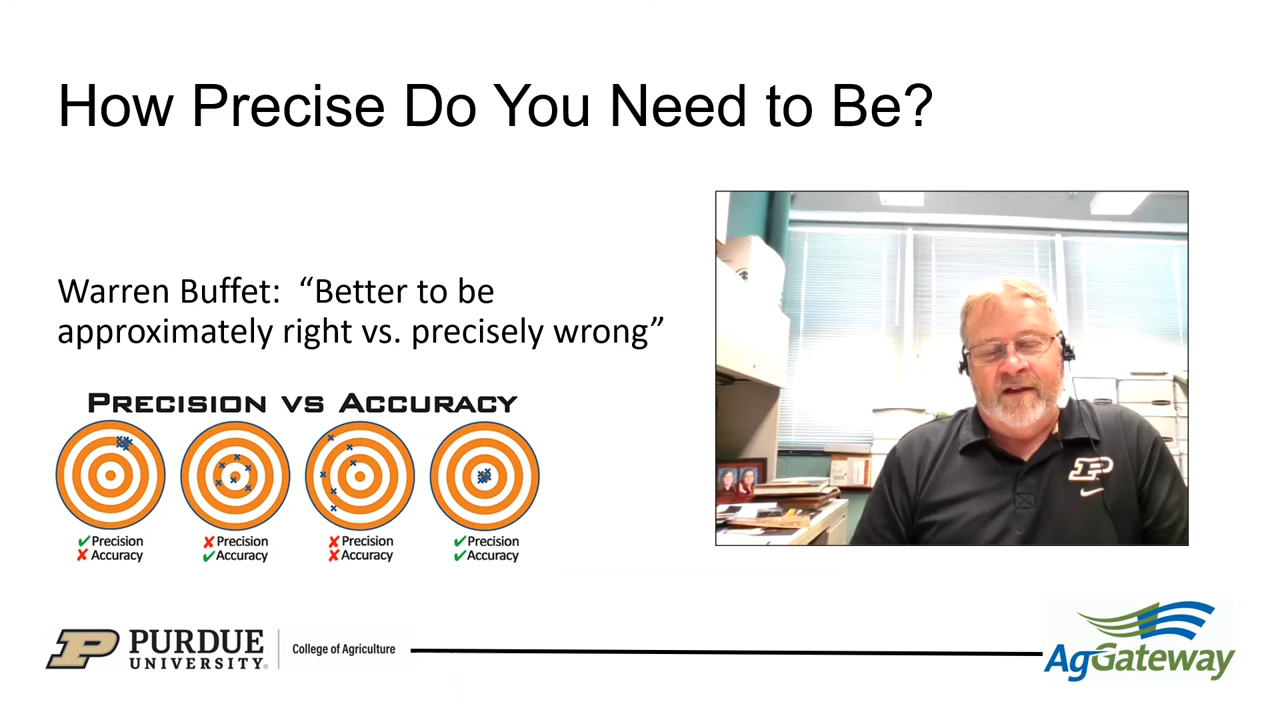 How Precise Do You Need to Be?
Warren Buffet:  “Better to be
approximately right vs. precisely wrong”
PRECISION VS ACCURACY
✓Precision
✗Accuracy
✗Precision
✓Accuracy
✗Precision
✗Accuracy
✓Precision
✓Accuracy
P
PURDUE
UNIVERSITY®
College of Agriculture
AgGateway